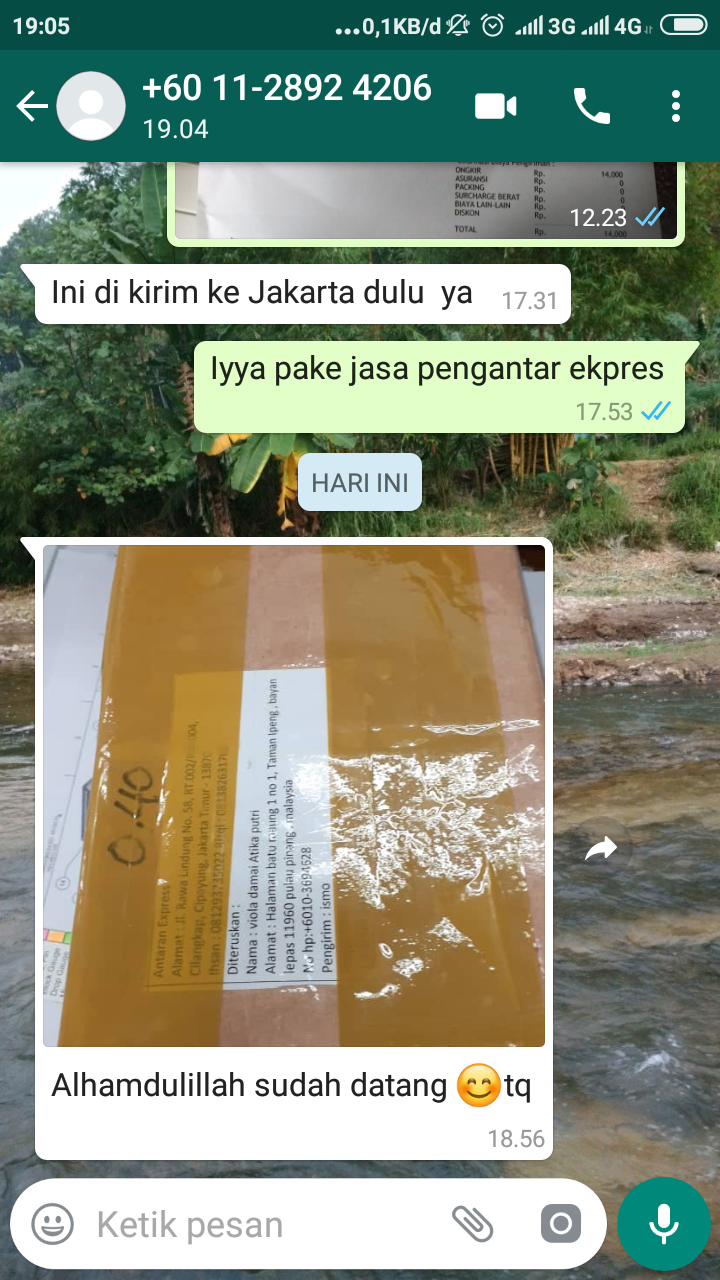 19:05
...0,1KB/d
3G
4G
+60 11-2892 4206
19.04
ONGKIR Rp. 14,000
ASURANSI Rp. 0
PACKING Rp. 0
SURCHARGE BERAT Rp. 0
BIAYA LAIN-LAIN Rp. 0
DISKON Rp.
TOTAL Rp. 14,000
12.23
Ini di kirim ke Jakarta dulu ya
17.31
Iyya pake jasa pengantar ekpres
17.53
HARI INI
0.40
Antaran Express
Alamat : Jl. Rawa Lindung No. 58, RT.002/
Cilangkap, Cipayung, Jakarta Timur - 1387
Ihsan :
Diteruskan :
Nama : viola damai Atika putri
Alamat : Halaman batu 1 no 1, Taman Ipeng , bayan
lepas 11960 pulau pinang , malaysia
No hp:+6010-3694628
Pengirim : ismo
Alhamdulillah sudah datang 😊tq
18.56
Ketik pesan